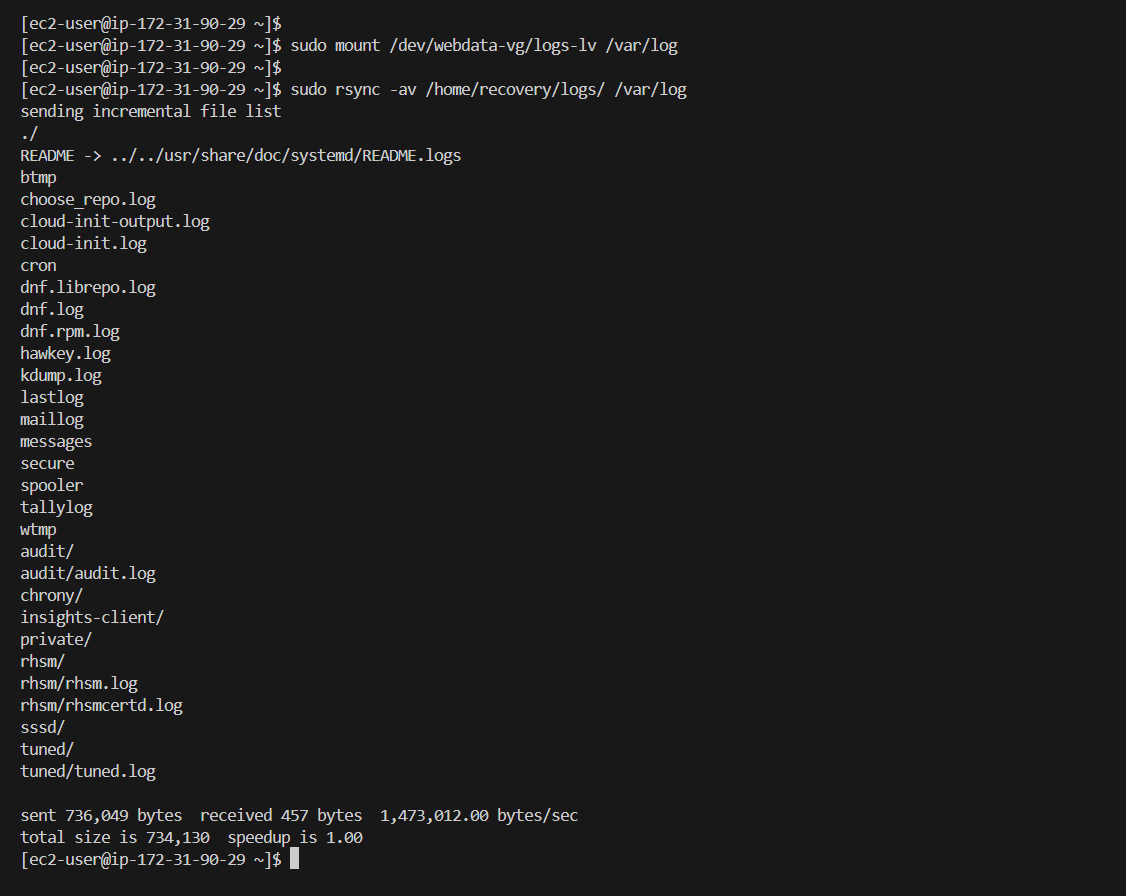 [ec2-user@ip-172-31-90-29 ~]$
[ec2-user@ip-172-31-90-29 ~]$ sudo mount /dev/webdata-vg/logs-lv /var/log
[ec2-user@ip-172-31-90-29 ~]$
[ec2-user@ip-172-31-90-29 ~]$ sudo rsync -av /home/recovery/logs/ /var/log
sending incremental file list
./
README -> ../../usr/share/doc/systemd/README.logs
btmp
choose_repo.log
cloud-init-output.log
cloud-init.log
cron
dnf.librepo.log
dnf.log
dnf.rpm.log
hawkey.log
kdump.log
lastlog
maillog
messages
secure
spooler
tallylog
wtmp
audit/
audit/audit.log
chrony/
insights-client/
private/
rhsm/
rhsm/rhsm.log
rhsm/rhsmcertd.log
sssd/
tuned/
tuned/tuned.log

sent 736,049 bytes  received 457 bytes  1,473,012.00 bytes/sec
total size is 734,130  speedup is 1.00
[ec2-user@ip-172-31-90-29 ~]$